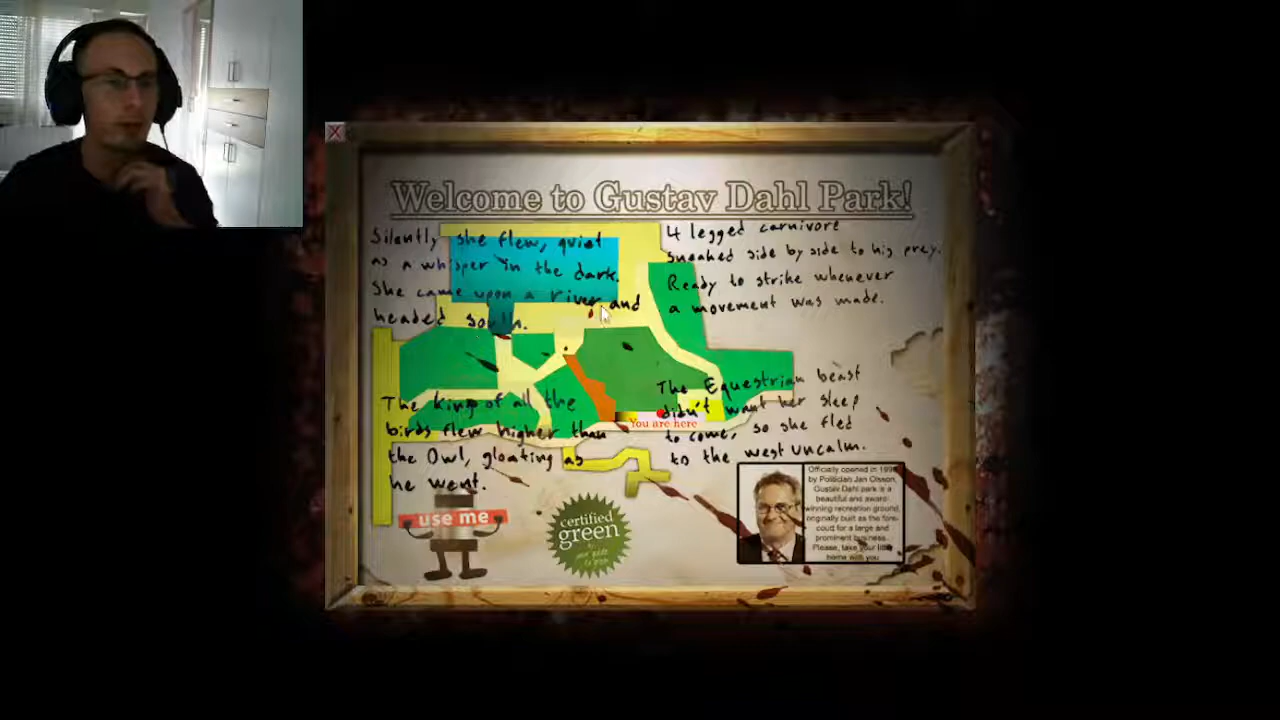 X
Welcome to Gustav Dahl Park!
Silently she flew, quiet
as a whisper in the dark.
She came upon a river and
headed south.
4 legged carnivore
sneaked side by side to his prey.
Ready to strike whenever
a movement was made.
The King of all the
birds flew higher than
the Owl, gloating as
he went.
The Equestrian beast
didn't want her sleep
to come, so she fled
to the west uncalm.
You are here
use me
certified
green
Officially opened in
by Politician Jan Olsson,
Gustav Dahl park is a
beautiful and award-
winning recreation ground,
originally built as the
for a large and
prominent business.
Please, take your
home with you